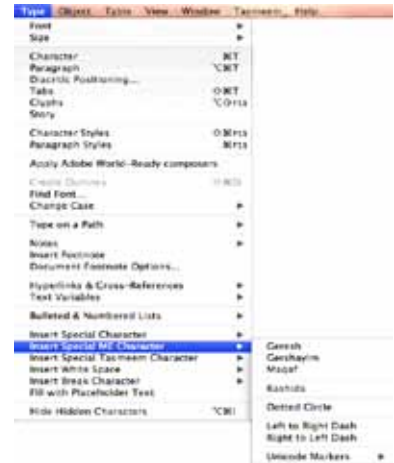 Type Object Table View Window Tasmeem Help
Font
Size
Character ⌘T
Paragraph ⌥⌘T
Diacritic Positioning...
Tabs ⇧⌘T
Glyphs
Story
Character Styles
Paragraph Styles
Apply Adobe World-Ready composers
Create Outlines
Find Font...
Change Case
Type on a Path
Notes
Insert Footnote
Document Footnote Options...
Hyperlinks & Cross-References
Text Variables
Bulleted & Numbered Lists
Insert Special Character
Insert Special ME Character
Insert Special Tasmeem Character
Insert White Space
Insert Break Character
Fill with Placeholder Text
Hide Hidden Characters ⌥⌘I
Geresh
Gershayim
Maqaf
Kashida
Dotted Circle
Left to Right Dash
Right to Left Dash
Unicode Markers